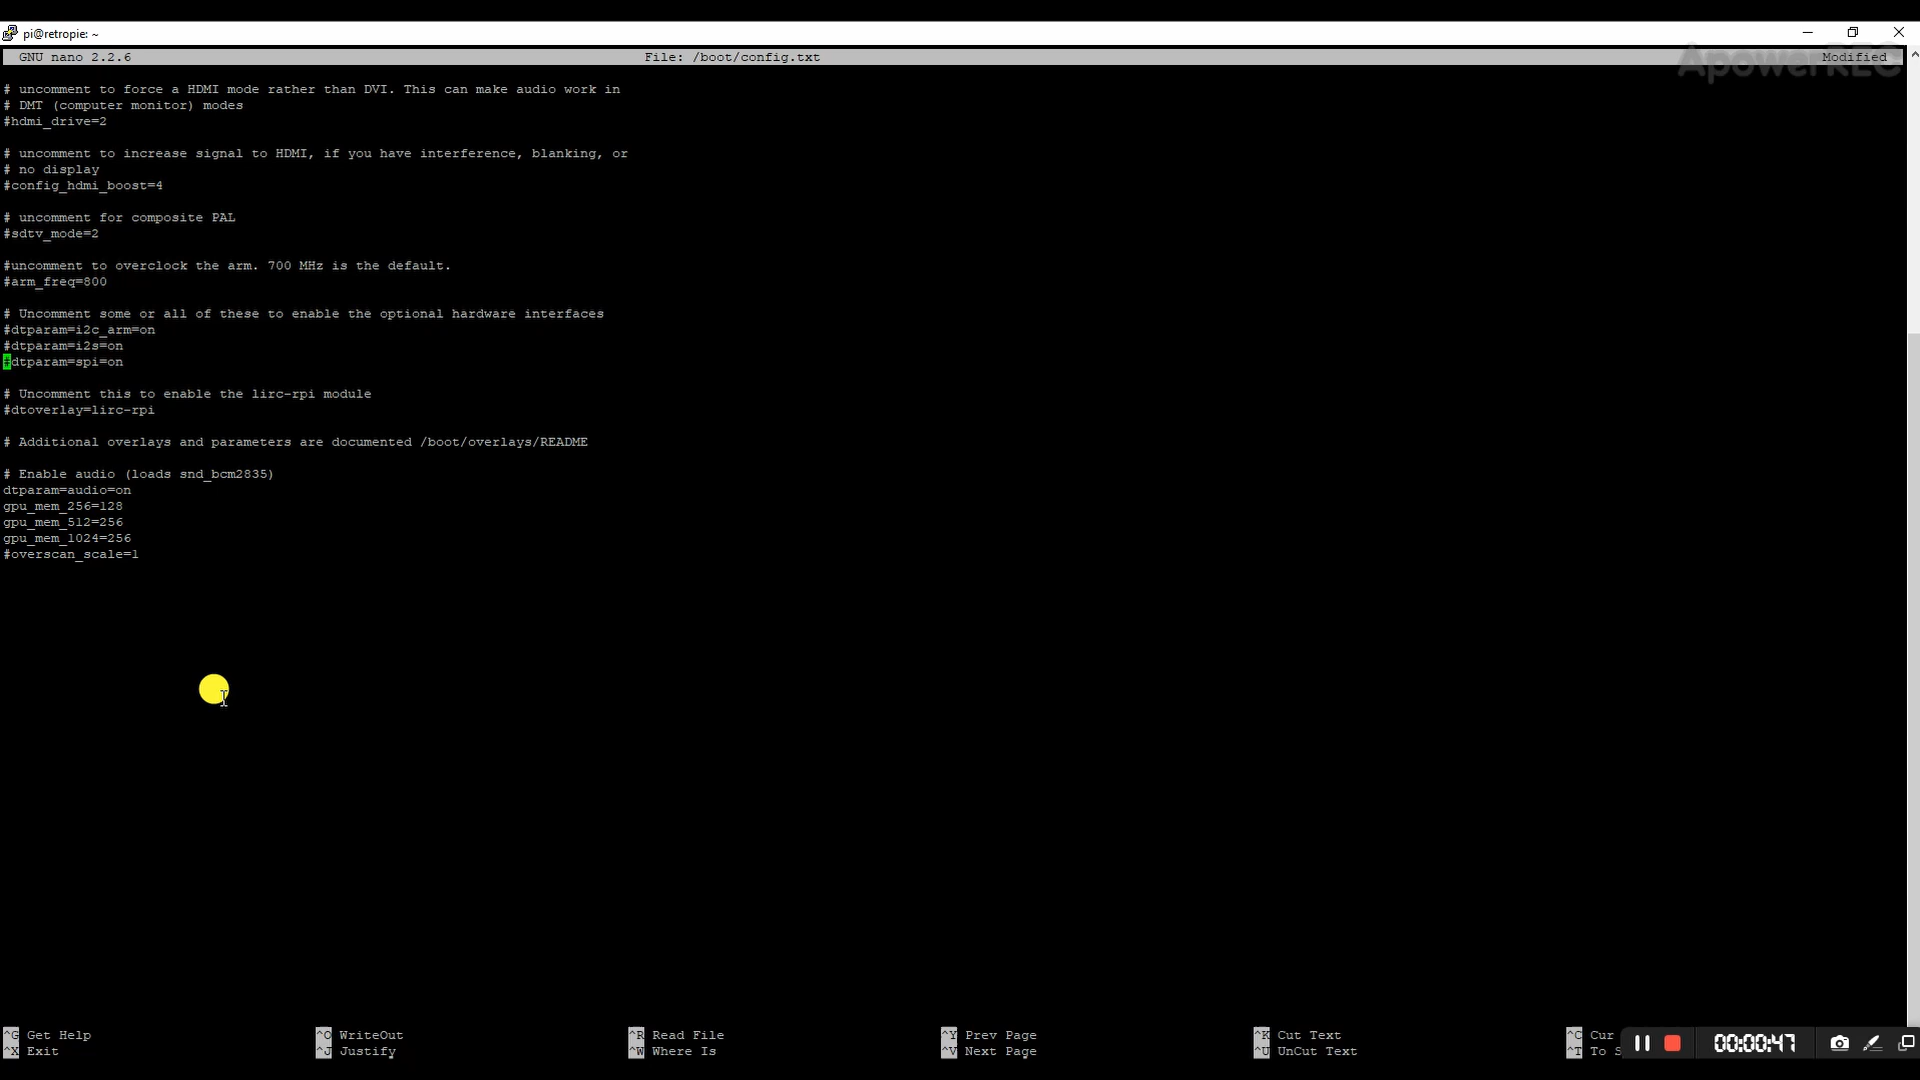 pi@retropie: ~
GNU nano 2.2.6 File: /boot/config.txt Modified
ApowerREC
# uncomment to force a HDMI mode rather than DVI. This can make audio work in
# DMT (computer monitor) modes
#hdmi_drive=2
# uncomment to increase signal to HDMI, if you have interference, blanking, or
# no display
#config_hdmi_boost=4
# uncomment for composite PAL
#sdtv_mode=2
#uncomment to overclock the arm. 700 MHz is the default.
#arm_freq=800
# Uncomment some or all of these to enable the optional hardware interfaces
#dtparam=i2c_arm=on
#dtparam=i2s=on
#dtparam=spi=on
# Uncomment this to enable the lirc-rpi module
#dtoverlay=lirc-rpi
# Additional overlays and parameters are documented /boot/overlays/README
# Enable audio (loads snd_bcm2835)
dtparam=audio=on
gpu_mem_256=128
gpu_mem_512=256
gpu_mem_1024=256
#overscan_scale=1
^G Get Help ^O WriteOut ^R Read File ^Y Prev Page ^K Cut Text ^C Cur
^X Exit ^J Justify ^W Where Is ^V Next Page ^U UnCut Text ^T To S
00:00:47